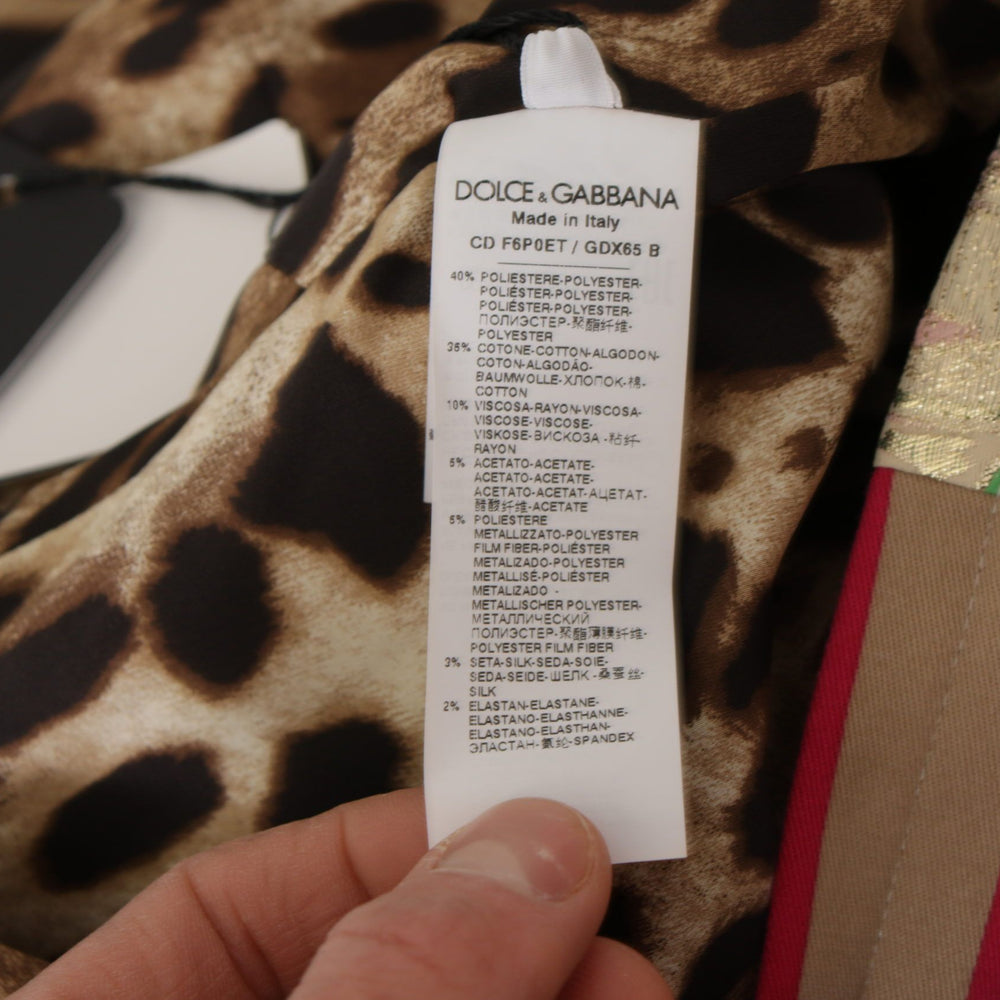 DOLCE & GABBANA
Made in Italy
CD F6P0ET / GDX65 B
40% POLIESTERE-POLYESTER-
POLIÉSTER-POLYESTER-
POLIÉSTER-POLYESTER-
ПОЛИЭСТЕР-聚酯纤维-
POLYESTER
35% COTONE-COTTON-ALGODON-
COTON-ALGODÃO-
BAUMWOLLE-ХЛОПОК-棉-
COTTON
10% VISCOSA-RAYON-VISCOSA-
VISCOSE-VISCOSE-
VISKOSE-ВИСКОЗА-粘纤-
RAYON
5% ACETATO-ACETATE-
ACETATO-ACETATE-
ACETATO-ACETAT-АЦЕТАТ-
醋酸纤维-ACETATE
5% POLIESTERE
METALLIZZATO-POLYESTER
FILM FIBER-POLIÉSTER
METALIZADO-POLYESTER
METALLISÉ-POLIÉSTER
METALIZADO -
METALLISCHER POLYESTER-
МЕТАЛЛИЧЕСКИЙ
ПОЛИЭСТЕР-聚酯薄膜纤维-
POLYESTER FILM FIBER
3% SETA-SILK-SEDA-SOIE-
SEDA-SEIDE-ШЕЛК-桑蚕丝-
SILK
2% ELASTAN-ELASTANE-
ELASTANO-ELASTHANNE-
ELASTANO-ELASTHAN-
ЭЛАСТАН-氨纶-SPANDEX